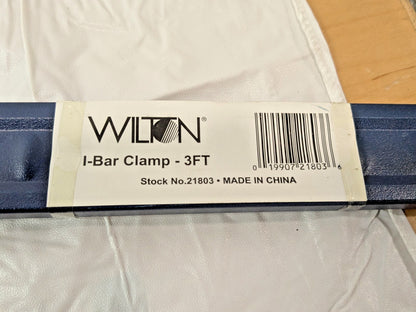 WILTON®
I-Bar Clamp - 3FT
Stock No.21803 • MADE IN CHINA
0 19907 21803 6